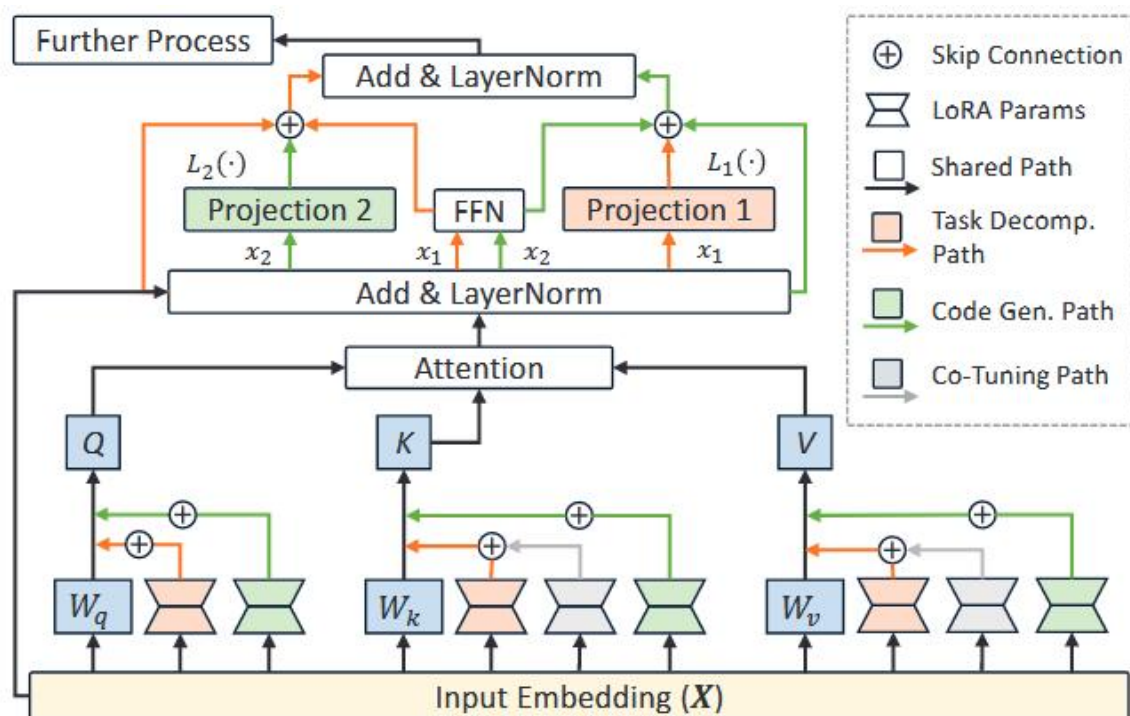 Further Process
Add & LayerNorm
L₂(·)
L₁(·)
Projection 2
FFN
Projection 1
x₂
x₁
x₂
x₁
Add & LayerNorm
Attention
Q
K
V
W_q
W_k
W_v
Input Embedding (X)
Skip Connection
LoRA Params
Shared Path
Task Decomp.
Path
Code Gen. Path
Co-Tuning Path